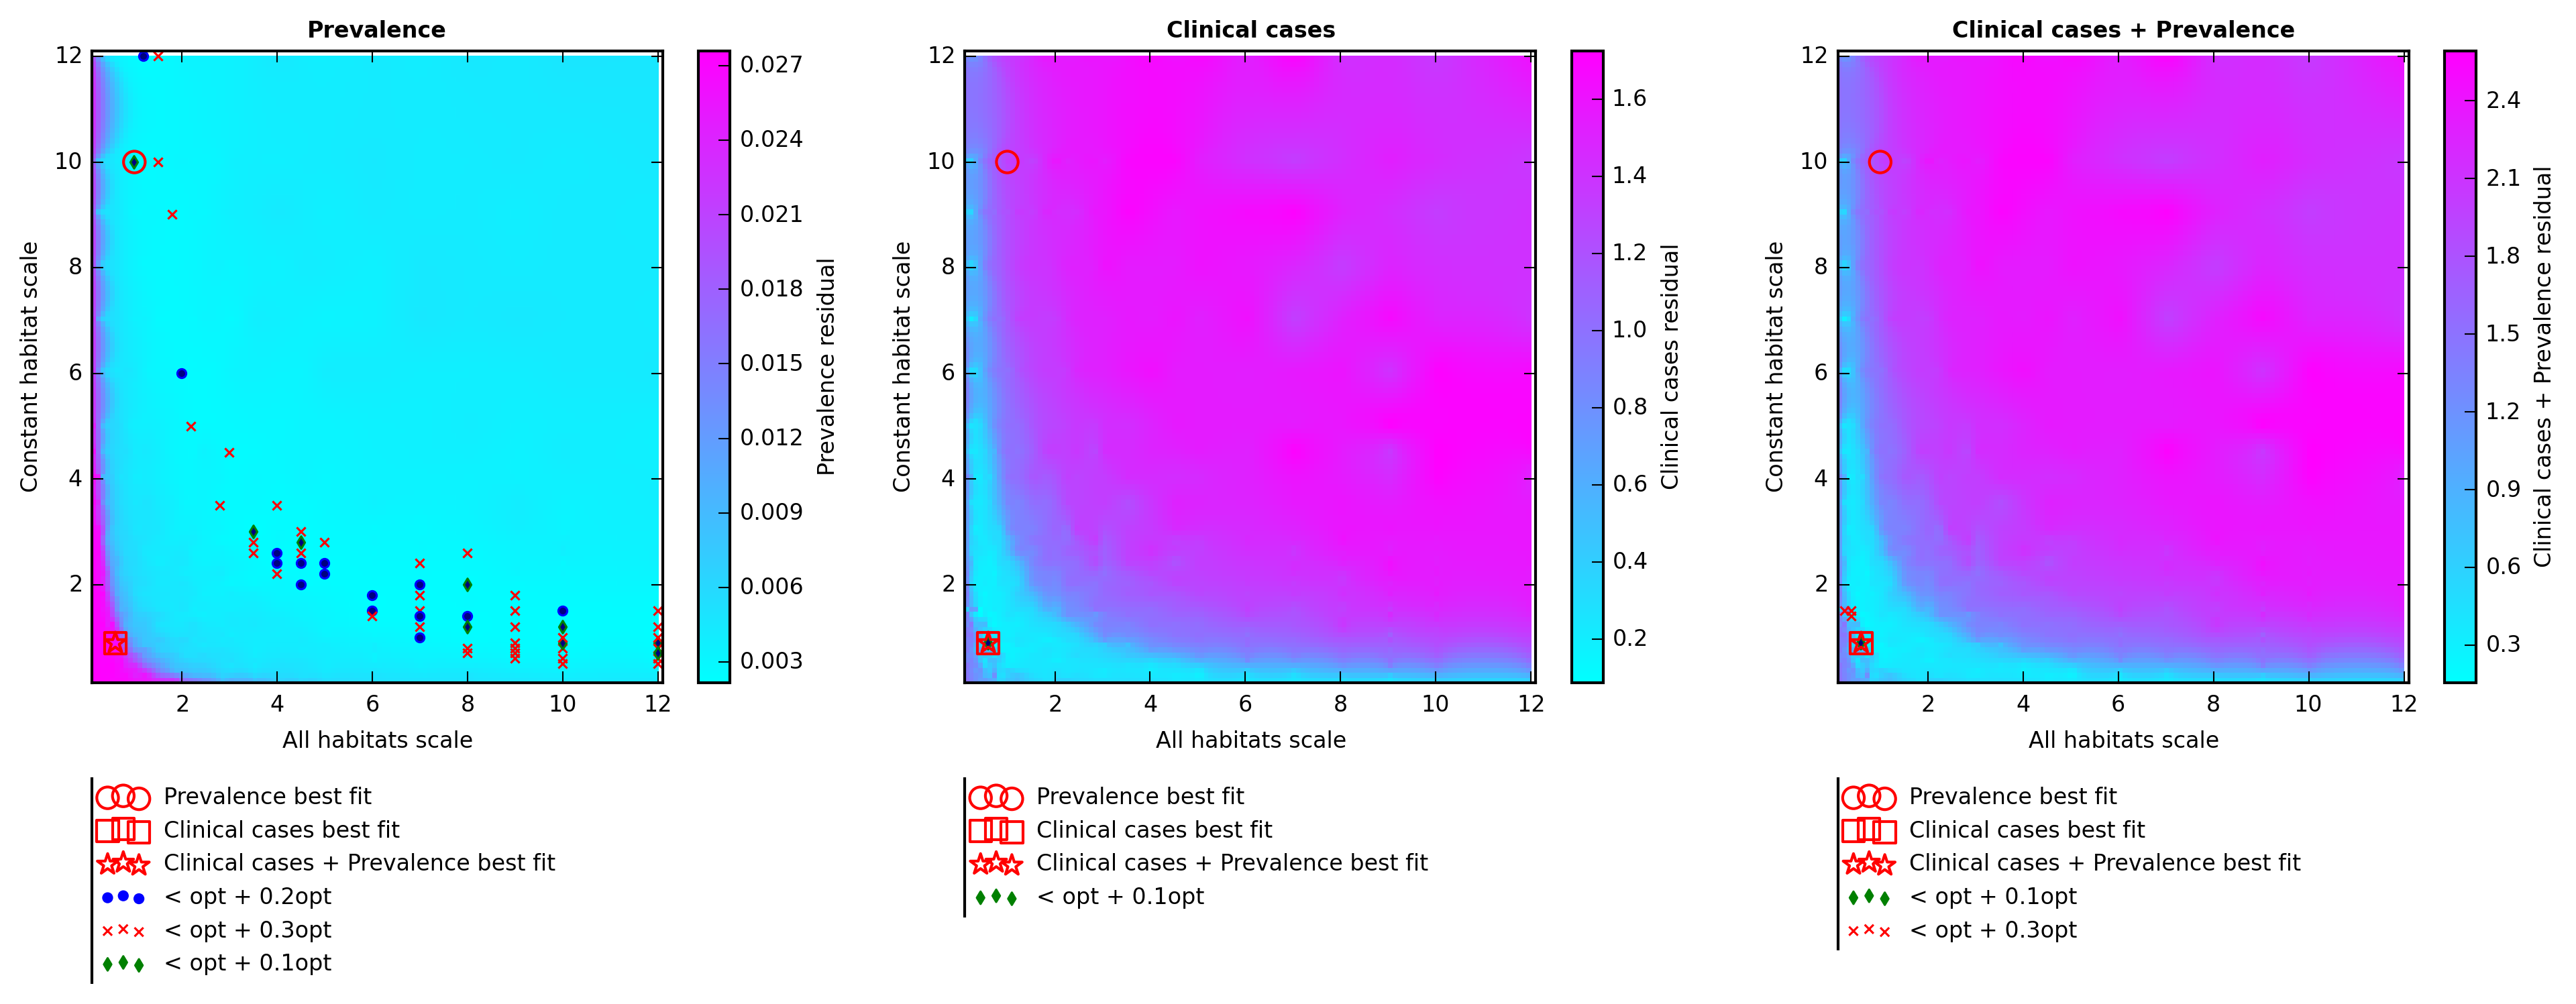 Prevalence
12
10
8
6
4
2
2 4 6 8 10 12
Constant habitat scale
All habitats scale
0.027
0.024
0.021
0.018
0.015
0.012
0.009
0.006
0.003
Prevalence residual
Prevalence best fit
Clinical cases best fit
Clinical cases + Prevalence best fit
< opt + 0.2opt
< opt + 0.3opt
< opt + 0.1opt
Clinical cases
12
10
8
6
4
2
2 4 6 8 10 12
Constant habitat scale
All habitats scale
1.6
1.4
1.2
1.0
0.8
0.6
0.4
0.2
Clinical cases residual
Prevalence best fit
Clinical cases best fit
Clinical cases + Prevalence best fit
< opt + 0.1opt
Clinical cases + Prevalence
12
10
8
6
4
2
2 4 6 8 10 12
Constant habitat scale
All habitats scale
2.4
2.1
1.8
1.5
1.2
0.9
0.6
0.3
Clinical cases + Prevalence residual
Prevalence best fit
Clinical cases best fit
Clinical cases + Prevalence best fit
< opt + 0.1opt
< opt + 0.3opt